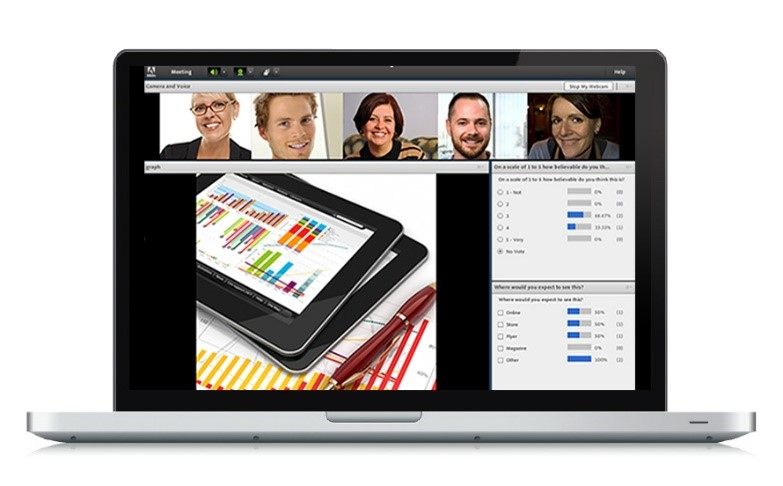 Meeting
Help
Camera and Voice
Stop My Webcam
graph
On a scale of 1 to 5 how believable do you th...
On a scale of 1 to 5 how believable do you think this is?
1 - Not 0% (0)
2 0% (0)
3 66.67% (2)
4 33.33% (1)
5 - Very 0% (0)
No Vote
Where would you expect to see this?
Where would you expect to see this?
Online 50% (1)
Store 50% (1)
Flyer 50% (1)
Magazine 0% (0)
Other 100% (2)
60%